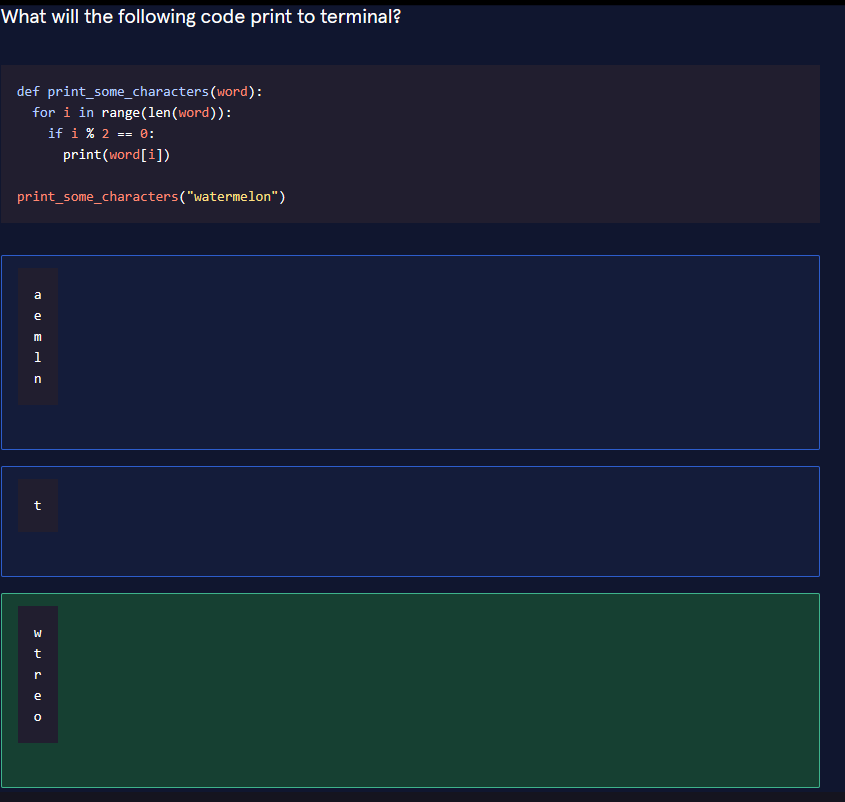 What will the following code print to terminal?
def print_some_characters(word):
  for i in range(len(word)):
    if i % 2 == 0:
      print(word[i])
print_some_characters("watermelon")
a
e
m
l
n
t
w
t
r
e
o